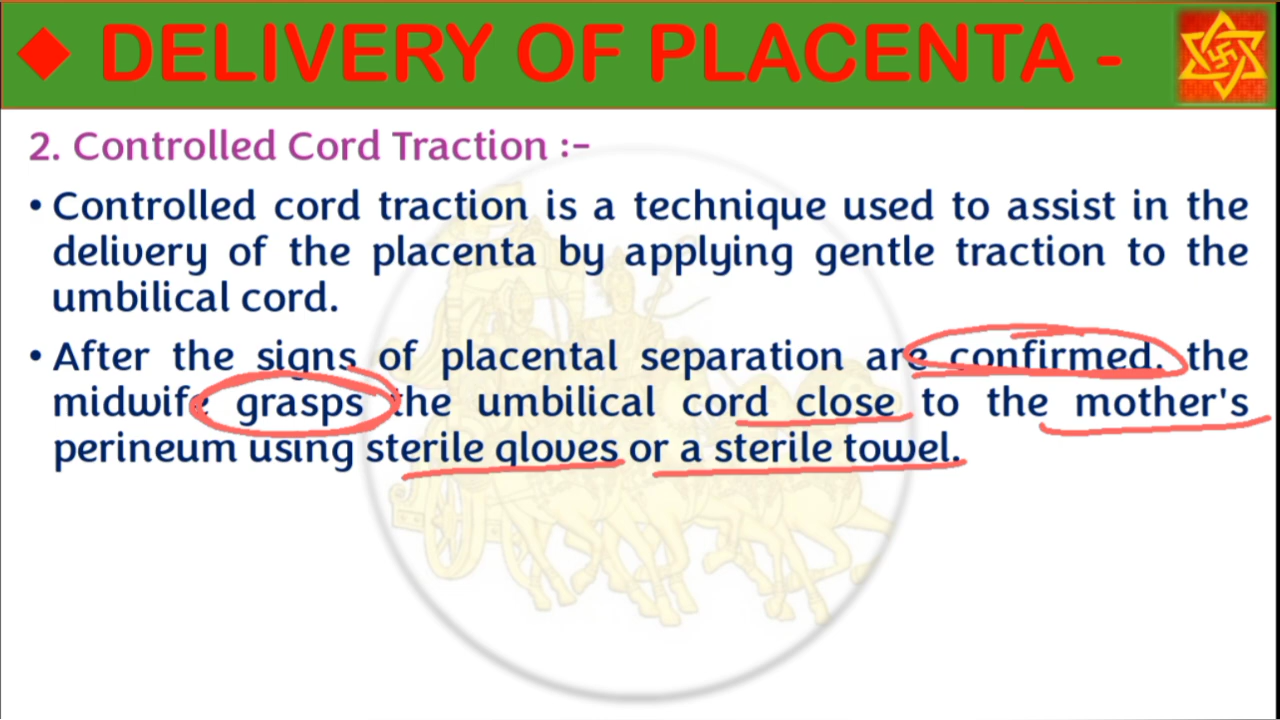 ◆ DELIVERY OF PLACENTA -
2. Controlled Cord Traction :-
• Controlled cord traction is a technique used to assist in the
delivery of the placenta by applying gentle traction to the
umbilical cord.
• After the signs of placental separation are confirmed, the
midwife grasps the umbilical cord close to the mother's
perineum using sterile gloves or a sterile towel.